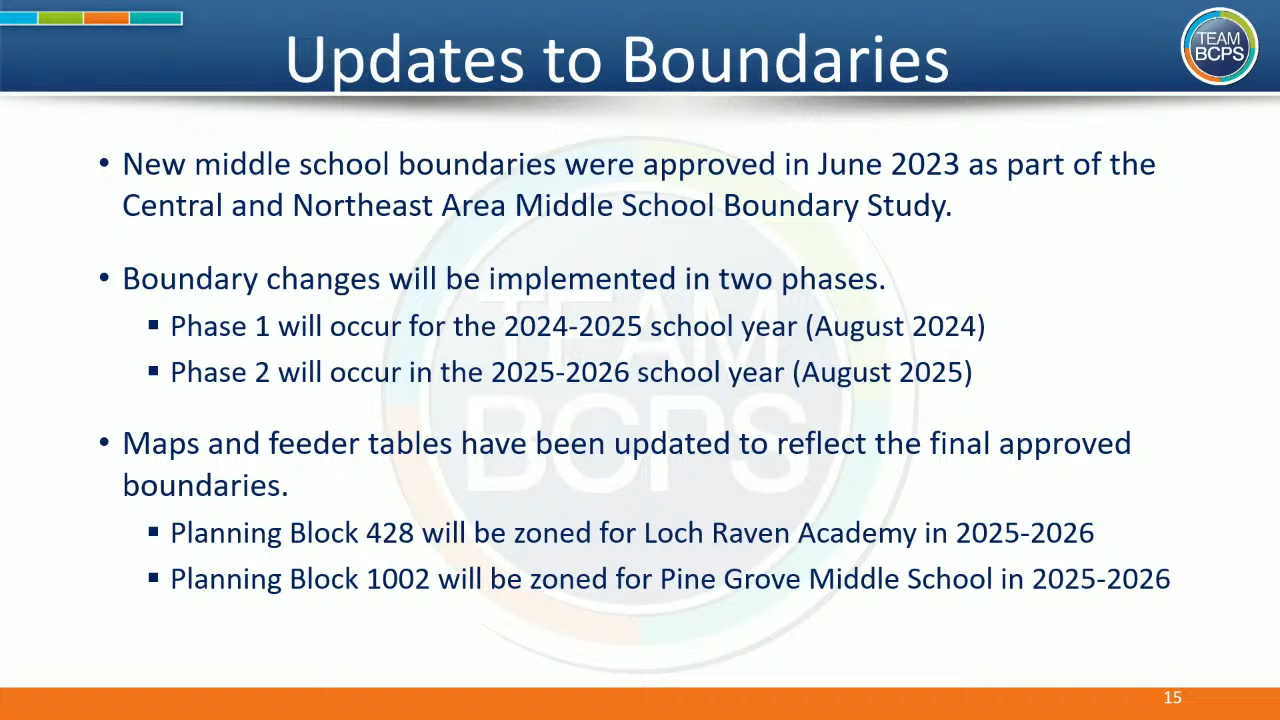 Updates to Boundaries
TEAM
BCPS
• New middle school boundaries were approved in June 2023 as part of the
Central and Northeast Area Middle School Boundary Study.
• Boundary changes will be implemented in two phases.
▪ Phase 1 will occur for the 2024-2025 school year (August 2024)
▪ Phase 2 will occur in the 2025-2026 school year (August 2025)
• Maps and feeder tables have been updated to reflect the final approved
boundaries.
▪ Planning Block 428 will be zoned for Loch Raven Academy in 2025-2026
▪ Planning Block 1002 will be zoned for Pine Grove Middle School in 2025-2026
TEAM
BCPS
15